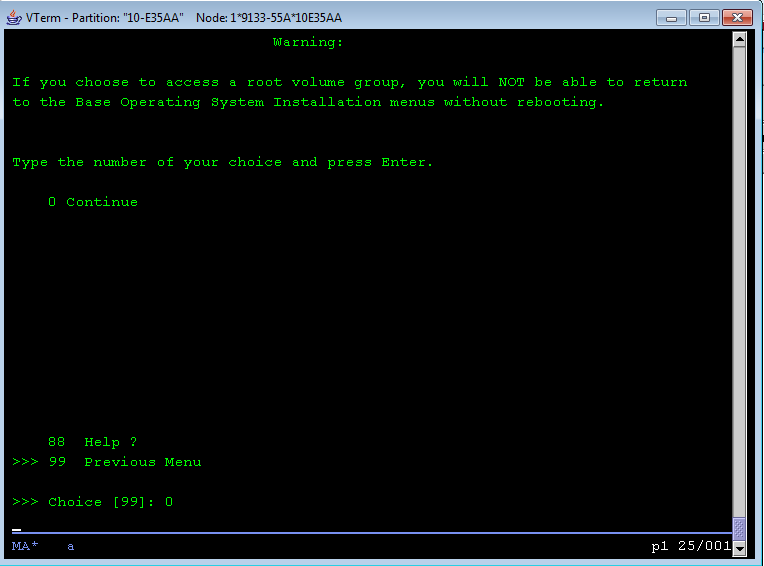 VTerm - Partition: "10-E35AA"    Node: 1*9133-55A*10E35AA
Warning:
If you choose to access a root volume group, you will NOT be able to return
to the Base Operating System Installation menus without rebooting.
Type the number of your choice and press Enter.
0 Continue
88  Help ?
>>> 99  Previous Menu
>>> Choice [99]: 0
MA*   a   p1 25/001